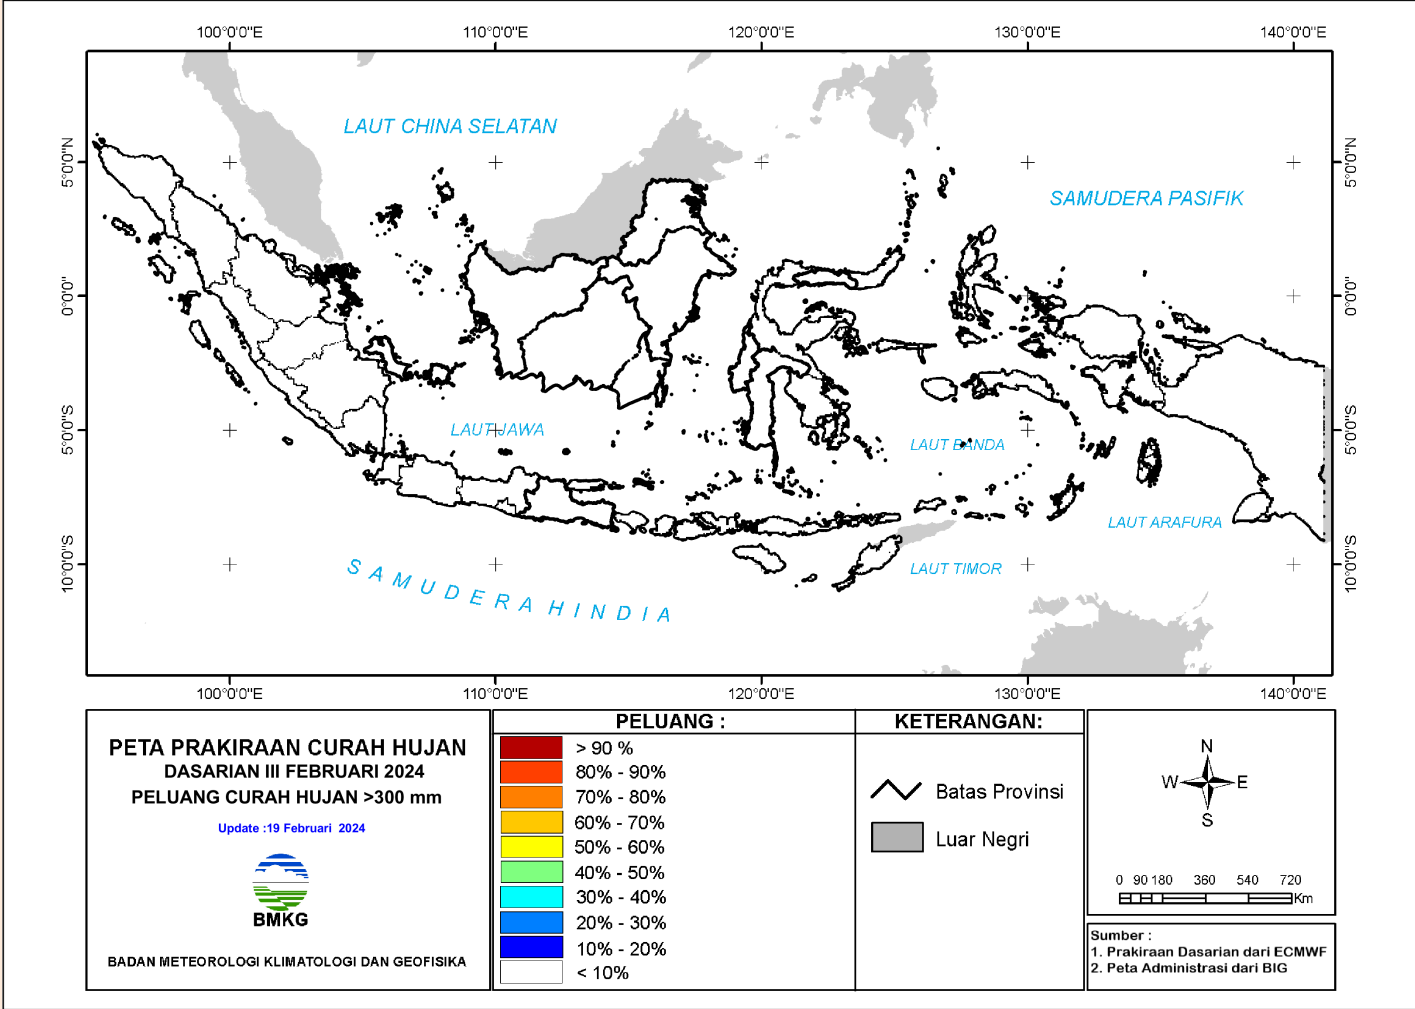 100°0'0"E 110°0'0"E 120°0'0"E 130°0'0"E 140°0'0"E
LAUT CHINA SELATAN
5°0'0"N 5°0'0"N
SAMUDERA PASIFIK
0°0'0" 0°0'0"
5°0'0"S LAUT JAWA LAUT BANDA 5°0'0"S
LAUT ARAFURA
10°0'0"S LAUT TIMOR 10°0'0"S
SAMUDERA HINDIA
100°0'0"E 110°0'0"E 120°0'0"E 130°0'0"E 140°0'0"E
PETA PRAKIRAAN CURAH HUJAN
DASARIAN III FEBRUARI 2024
PELUANG CURAH HUJAN >300 mm
Update :19 Februari 2024
BMKG
BADAN METEOROLOGI KLIMATOLOGI DAN GEOFISIKA
PELUANG :
> 90 %
80% - 90%
70% - 80%
60% - 70%
50% - 60%
40% - 50%
30% - 40%
20% - 30%
10% - 20%
< 10%
KETERANGAN:
Batas Provinsi
Luar Negri
N
W E
S
0 90 180 360 540 720
Km
Sumber :
1. Prakiraan Dasarian dari ECMWF
2. Peta Administrasi dari BIG